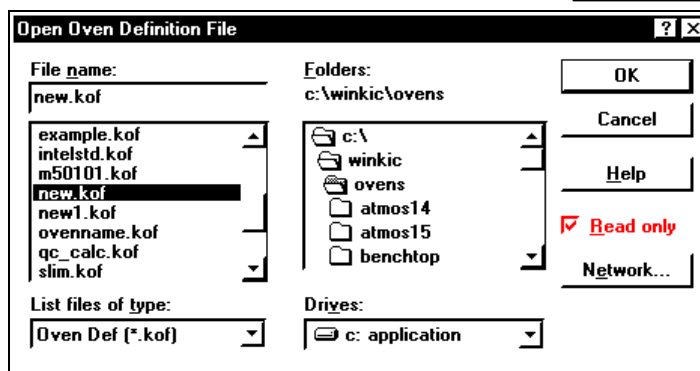 Open Oven Definition File
File name:
new.kof
example.kof
intelstd.kof
m50101.kof
new.kof
new1.kof
ovenname.kof
qc_calc.kof
slim.kof
List files of type:
Oven Def (*.kof)
Folders:
c:\winkic\ovens
c:\
winkic
ovens
atmos14
atmos15
benchtop
Drives:
c: application
OK
Cancel
Help
Read only
Network...